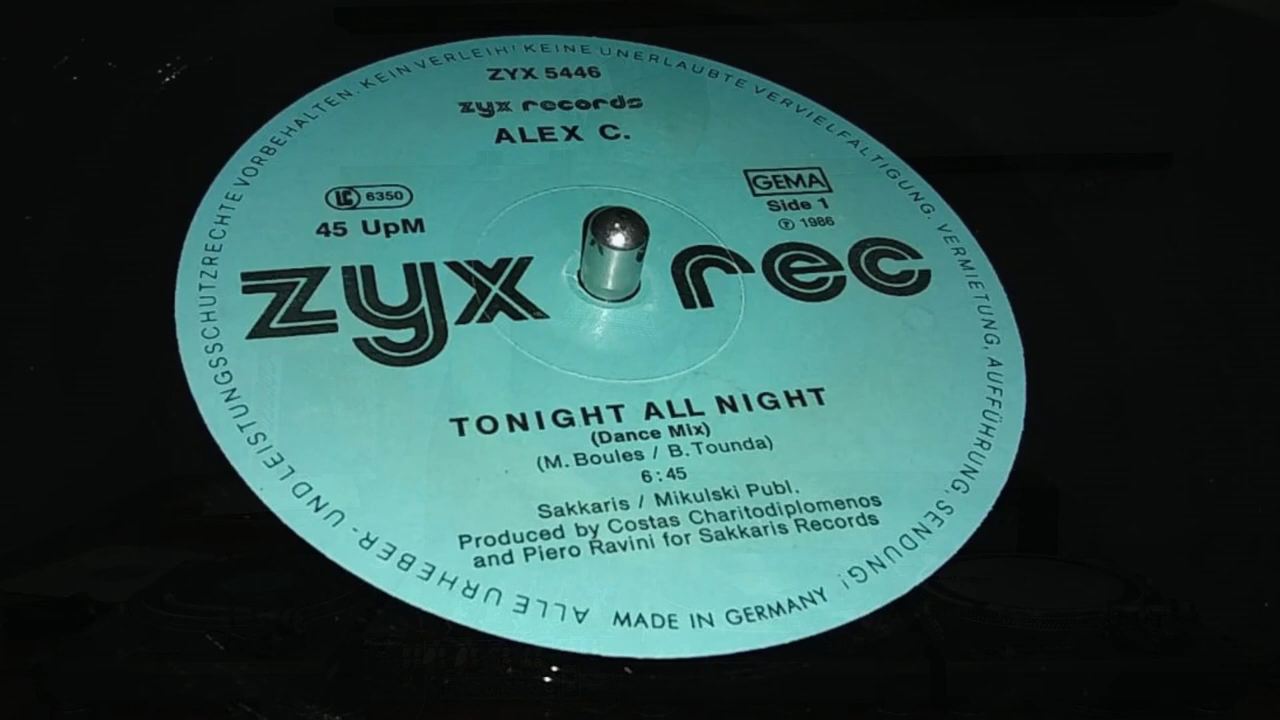 ZYX 5446
zyx records
ALEX C.
LC 6350
45 UpM
GEMA
Side 1
℗ 1986
zyx rec
TONIGHT ALL NIGHT
(Dance Mix)
(M. Boules / B. Tounda)
6:45
Sakkaris / Mikulski Publ.
Produced by Costas Charitodiplomenos
and Piero Ravini for Sakkaris Records
ALLE URHEBER- UND LEISTUNGSSCHUTZRECHTE VORBEHALTEN. KEIN VERLEIH! KEINE UNERLAUBTE VERVIELFÄLTIGUNG, VERMIETUNG, AUFFÜHRUNG, SENDUNG!
MADE IN GERMANY